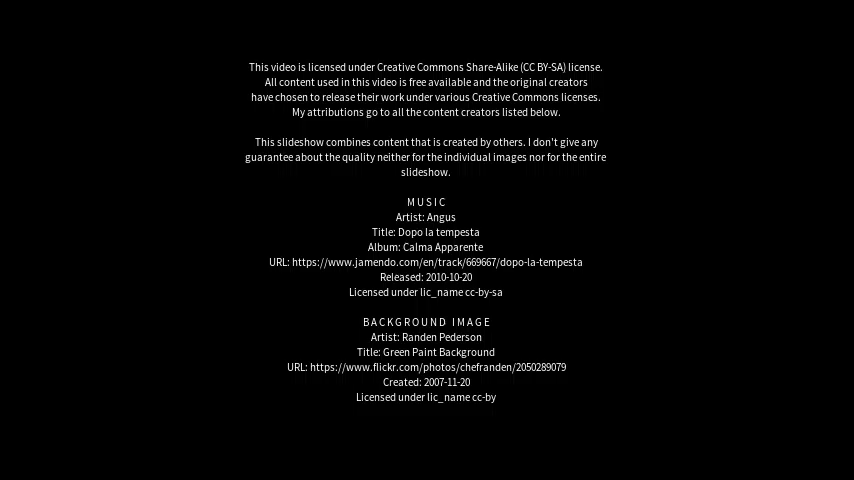 This video is licensed under Creative Commons Share-Alike (CC BY-SA) license.
All content used in this video is free available and the original creators
have chosen to release their work under various Creative Commons licenses.
My attributions go to all the content creators listed below.
This slideshow combines content that is created by others. I don't give any
guarantee about the quality neither for the individual images nor for the entire
slideshow.
MUSIC
Artist: Angus
Title: Dopo la tempesta
Album: Calma Apparente
URL: https://www.jamendo.com/en/track/669667/dopo-la-tempesta
Released: 2010-10-20
Licensed under lic_name cc-by-sa
BACKGROUND IMAGE
Artist: Randen Pederson
Title: Green Paint Background
URL: https://www.flickr.com/photos/chefranden/2050289079
Created: 2007-11-20
Licensed under lic_name cc-by